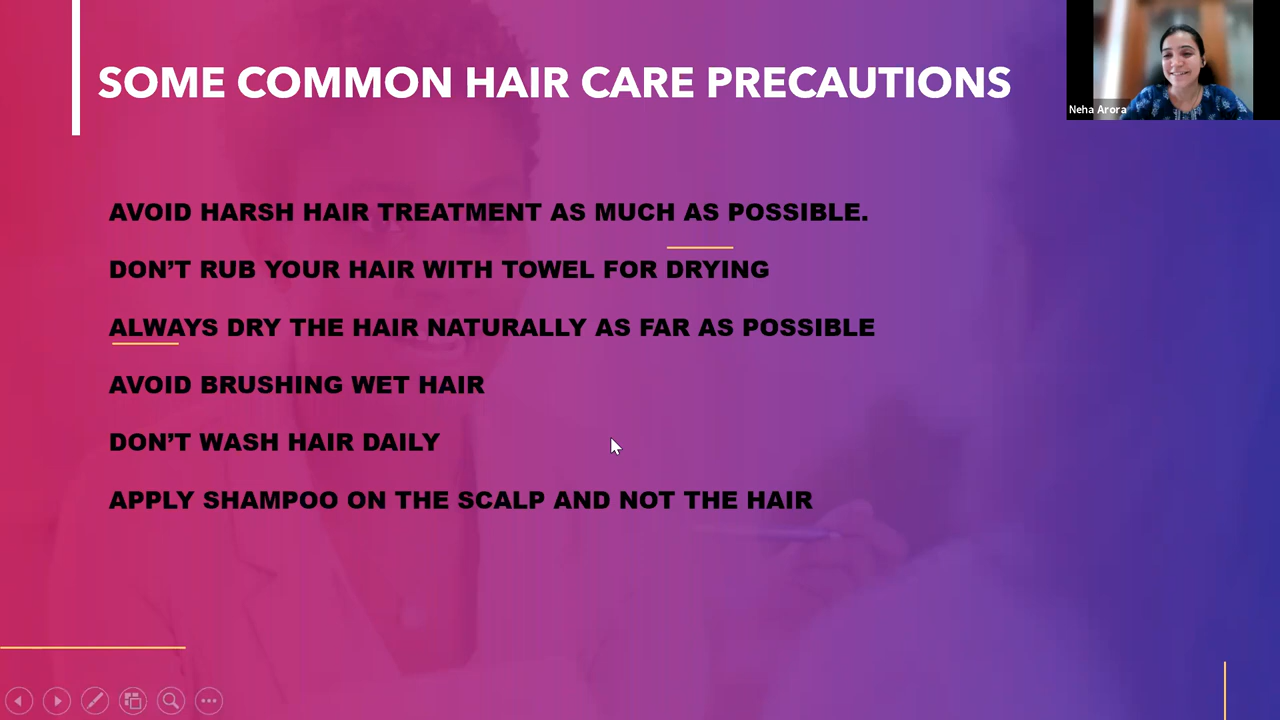 SOME COMMON HAIR CARE PRECAUTIONS
Neha Arora
AVOID HARSH HAIR TREATMENT AS MUCH AS POSSIBLE.
DON’T RUB YOUR HAIR WITH TOWEL FOR DRYING
ALWAYS DRY THE HAIR NATURALLY AS FAR AS POSSIBLE
AVOID BRUSHING WET HAIR
DON’T WASH HAIR DAILY
APPLY SHAMPOO ON THE SCALP AND NOT THE HAIR